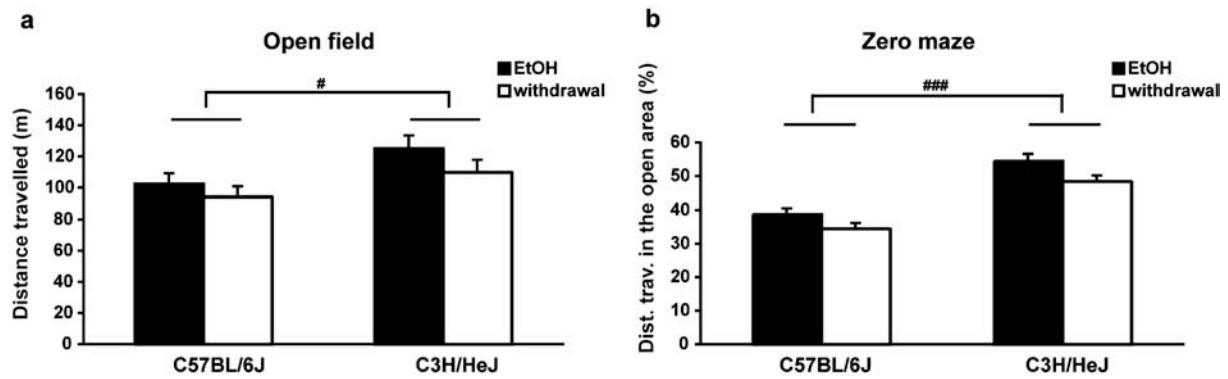 a
Open field
EtOH
withdrawal
#
Distance travelled (m)
160
140
120
100
80
60
40
20
0
C57BL/6J
C3H/HeJ
b
Zero maze
EtOH
withdrawal
###
Dist. trav. in the open area (%)
60
50
40
30
20
10
0
C57BL/6J
C3H/HeJ